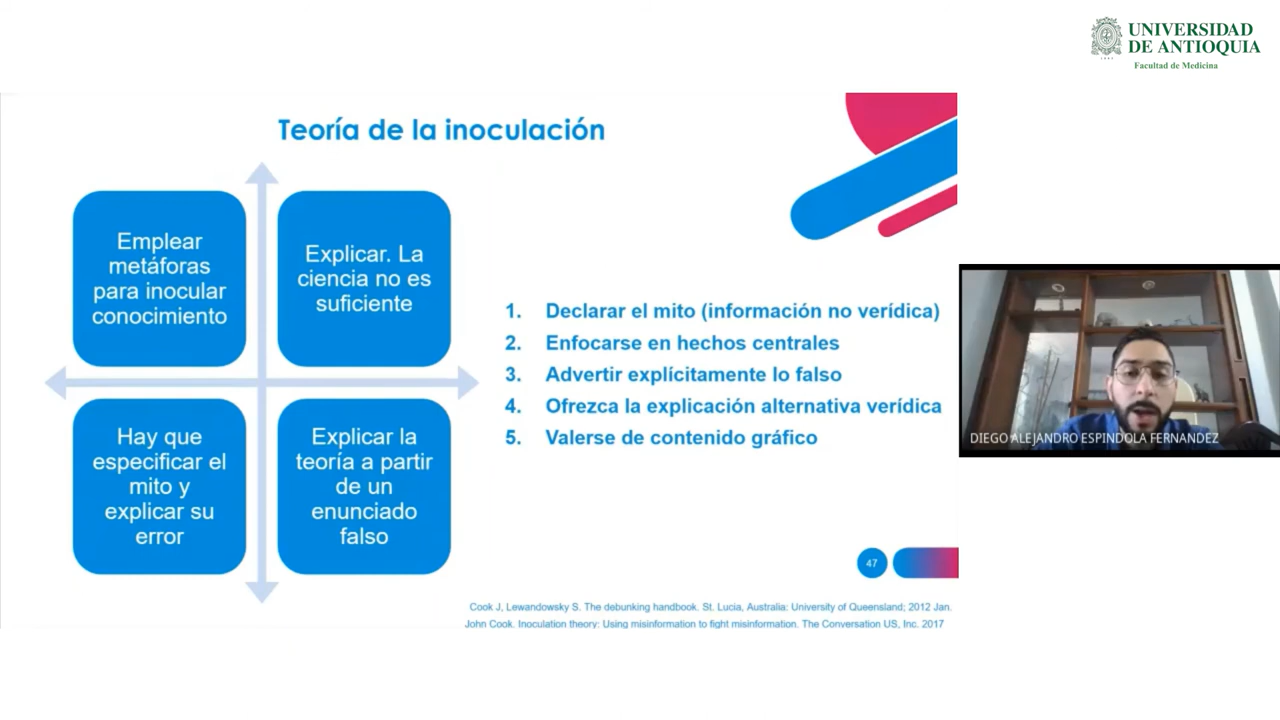 UNIVERSIDAD
DE ANTIOQUIA
Facultad de Medicina
Teoría de la inoculación
Emplear
metáforas
para inocular
conocimiento
Explicar. La
ciencia no es
suficiente
Hay que
especificar el
mito y
explicar su
error
Explicar la
teoría a partir
de un
enunciado
falso
1. Declarar el mito (información no verídica)
2. Enfocarse en hechos centrales
3. Advertir explícitamente lo falso
4. Ofrezca la explicación alternativa verídica
5. Valerse de contenido gráfico
DIEGO ALEJANDRO ESPINDOLA FERNANDEZ
47
Cook J, Lewandowsky S. The debunking handbook. St. Lucia, Australia: University of Queensland; 2012 Jan.
John Cook. Inoculation theory: Using misinformation to fight misinformation. The Conversation US, Inc. 2017